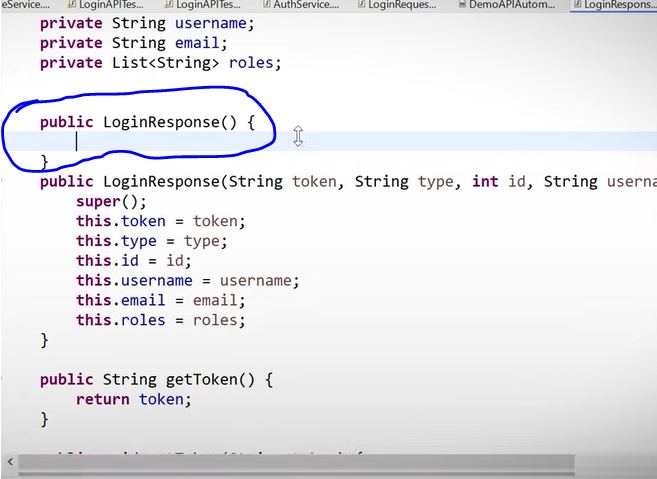 eService.... LoginAPITes... LoginAPITes... AuthService.... LoginReques... DemoAPIAutom... LoginRespons...
private String username;
private String email;
private List<String> roles;
public LoginResponse() {
}
public LoginResponse(String token, String type, int id, String userna
super();
this.token = token;
this.type = type;
this.id = id;
this.username = username;
this.email = email;
this.roles = roles;
}
public String getToken() {
return token;
}